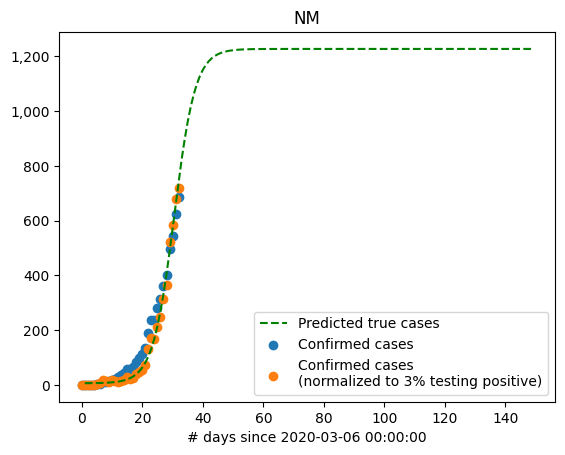 NM
1,200
1,000
800
600
400
200
0
0 20 40 60 80 100 120 140
# days since 2020-03-06 00:00:00
Predicted true cases
Confirmed cases
Confirmed cases
(normalized to 3% testing positive)